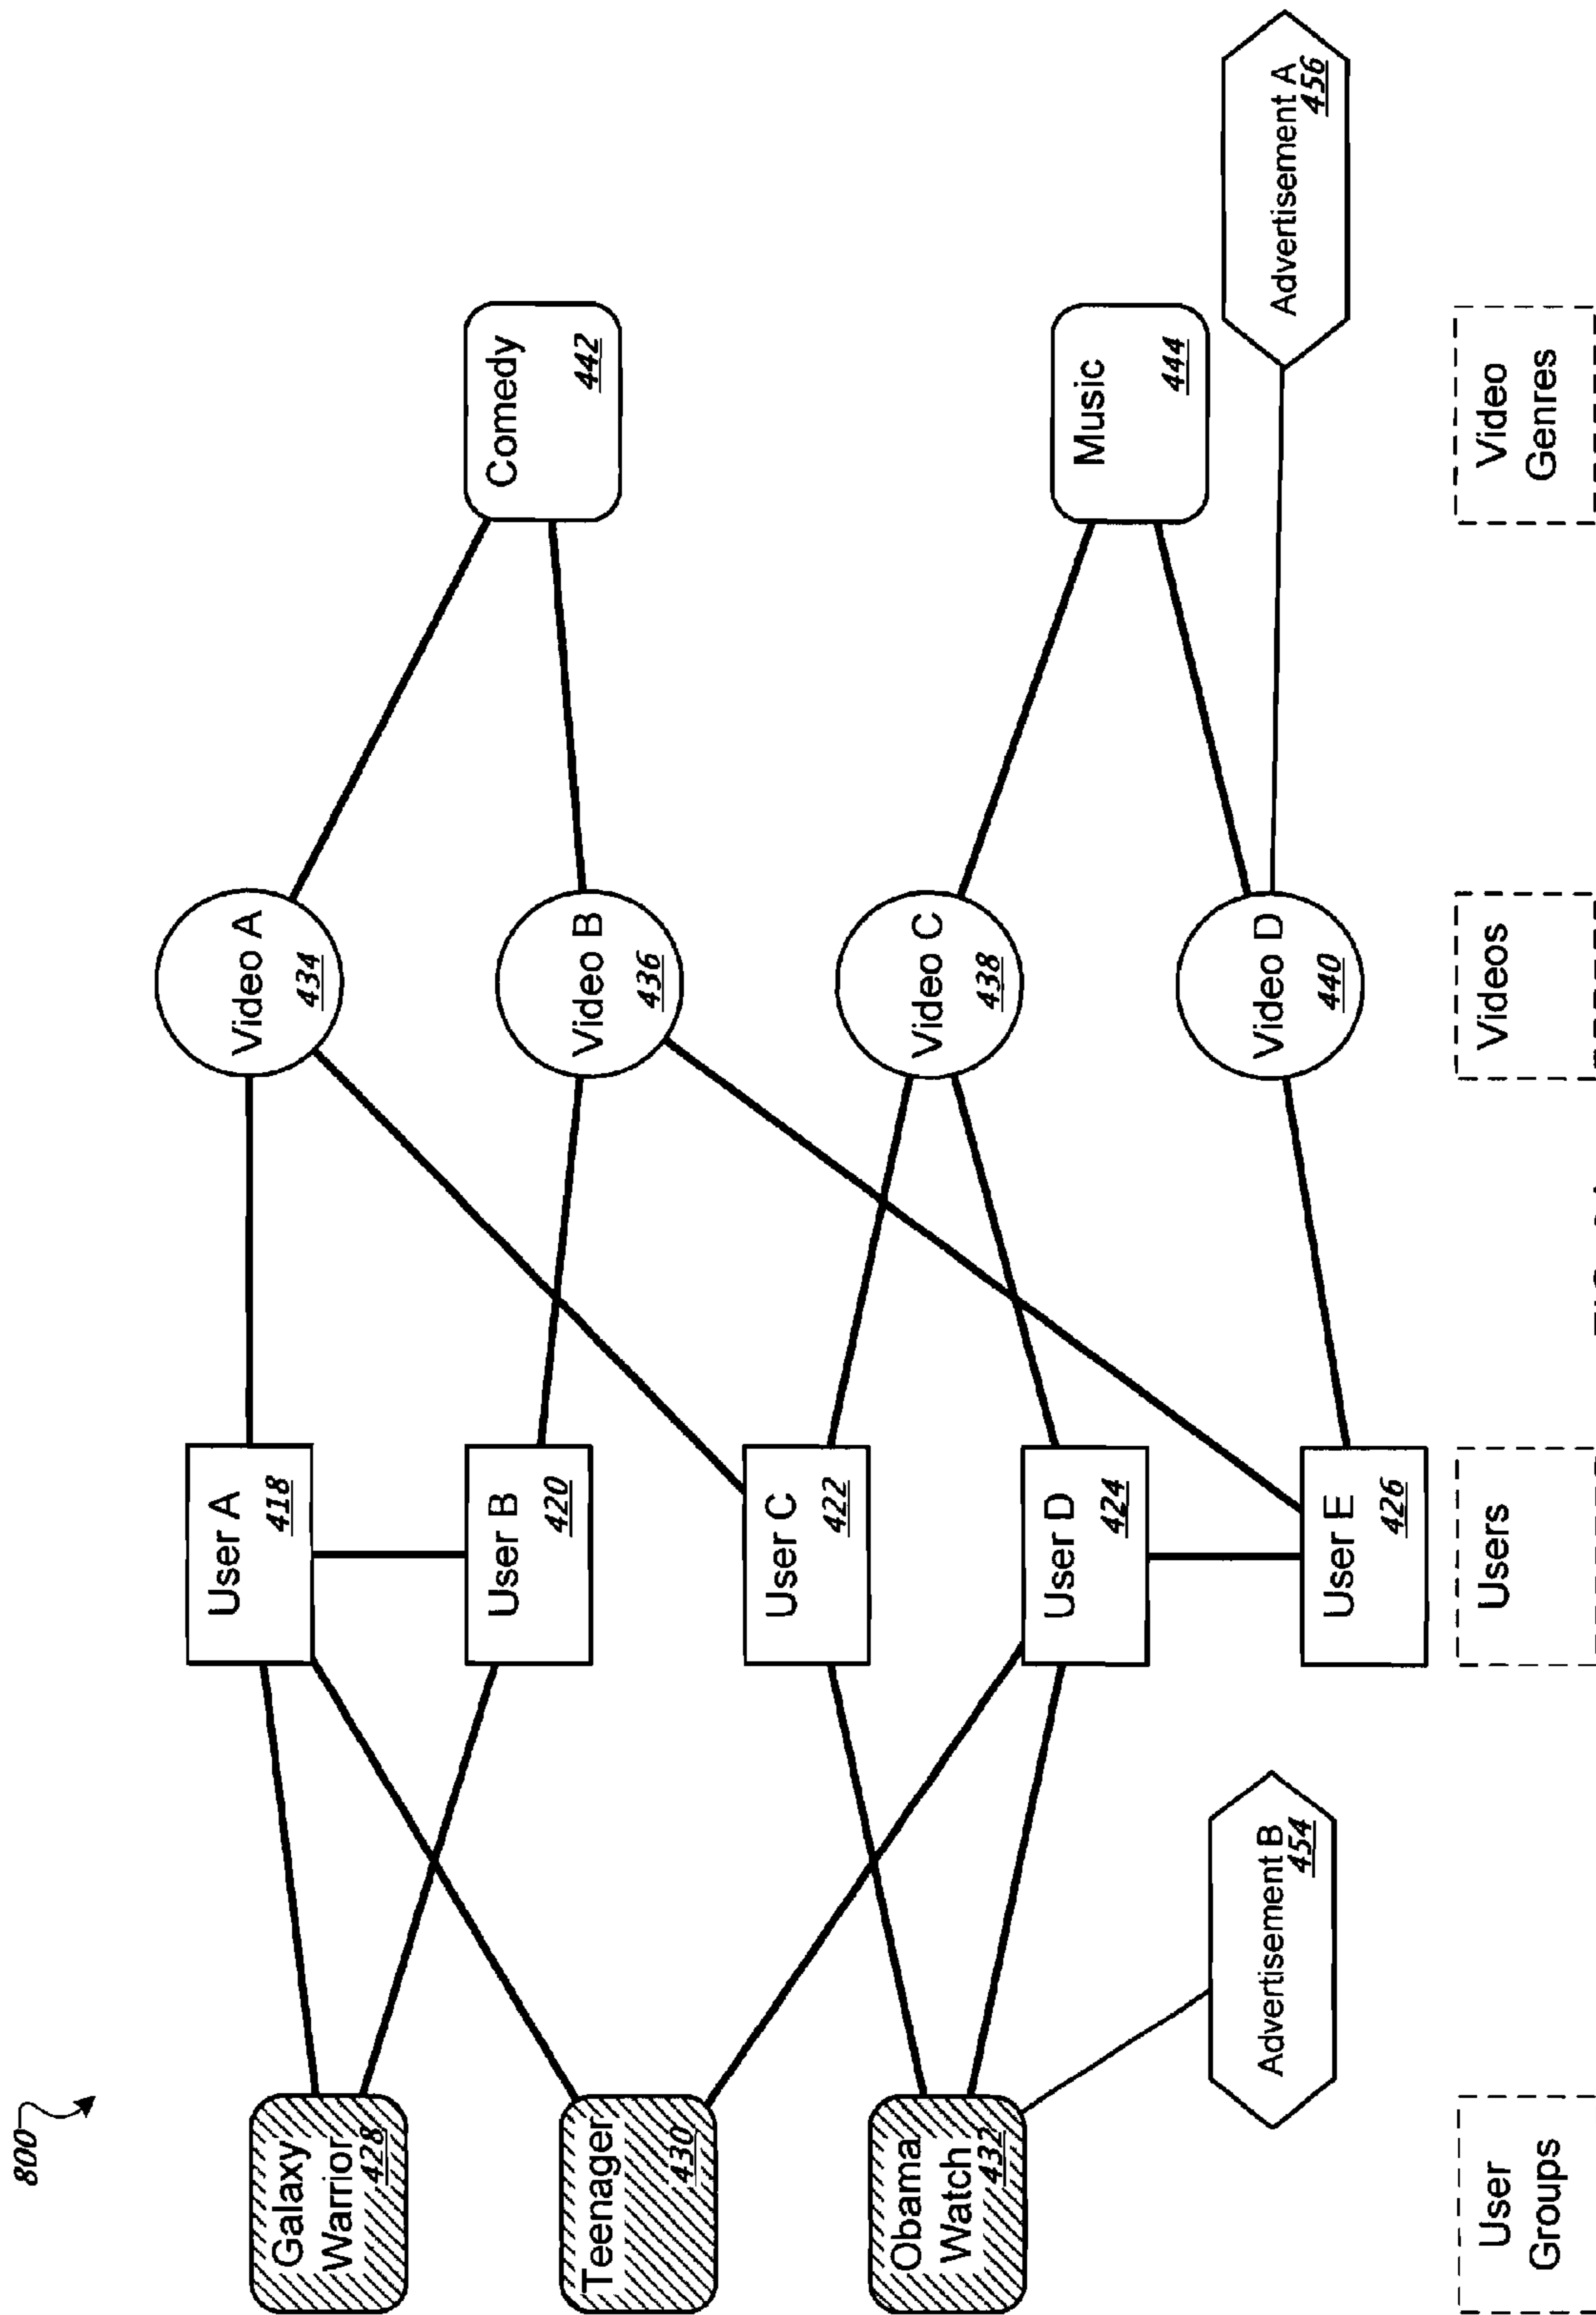 800
Galaxy
Warrior
428
Teenager
430
Obama
Watch
432
Advertisement B
454
User A
418
User B
420
User C
422
User D
424
User E
426
Video A
434
Video B
436
Video C
438
Video D
440
Comedy
442
Music
444
Advertisement A
456
User
Groups
Users
Videos
Video
Genres